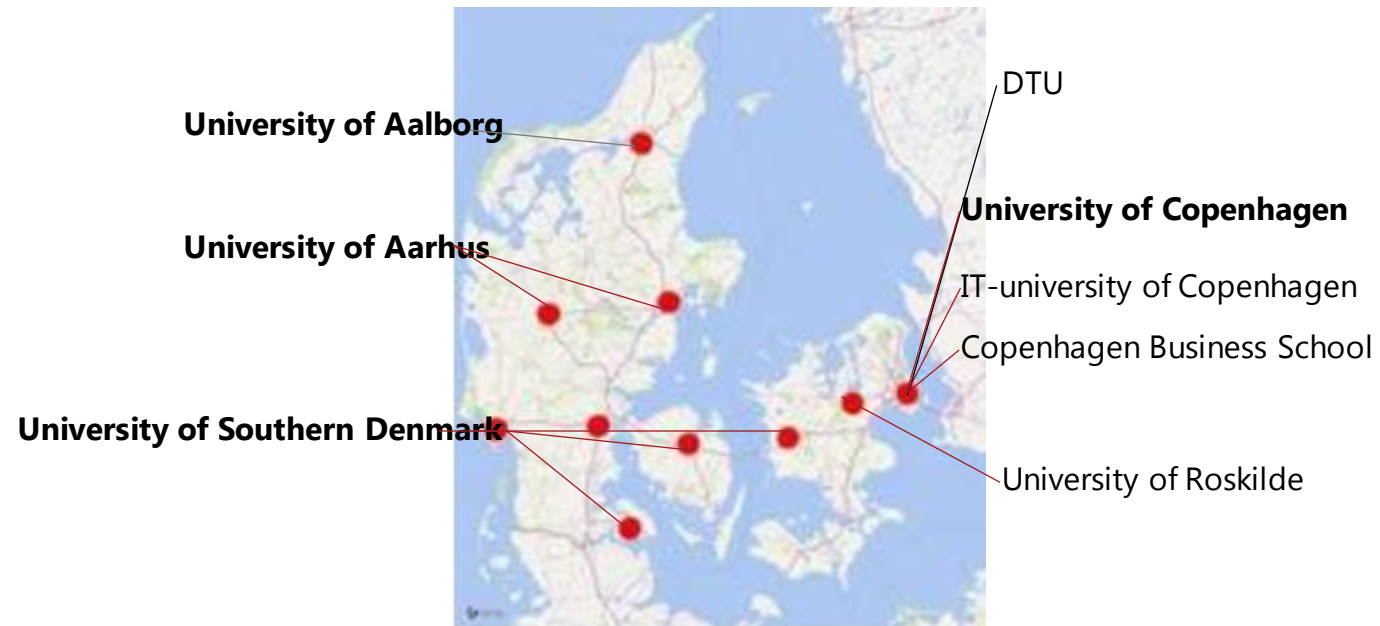 University of Aalborg
University of Aarhus
University of Southern Denmark
DTU
University of Copenhagen
IT-university of Copenhagen
Copenhagen Business School
University of Roskilde